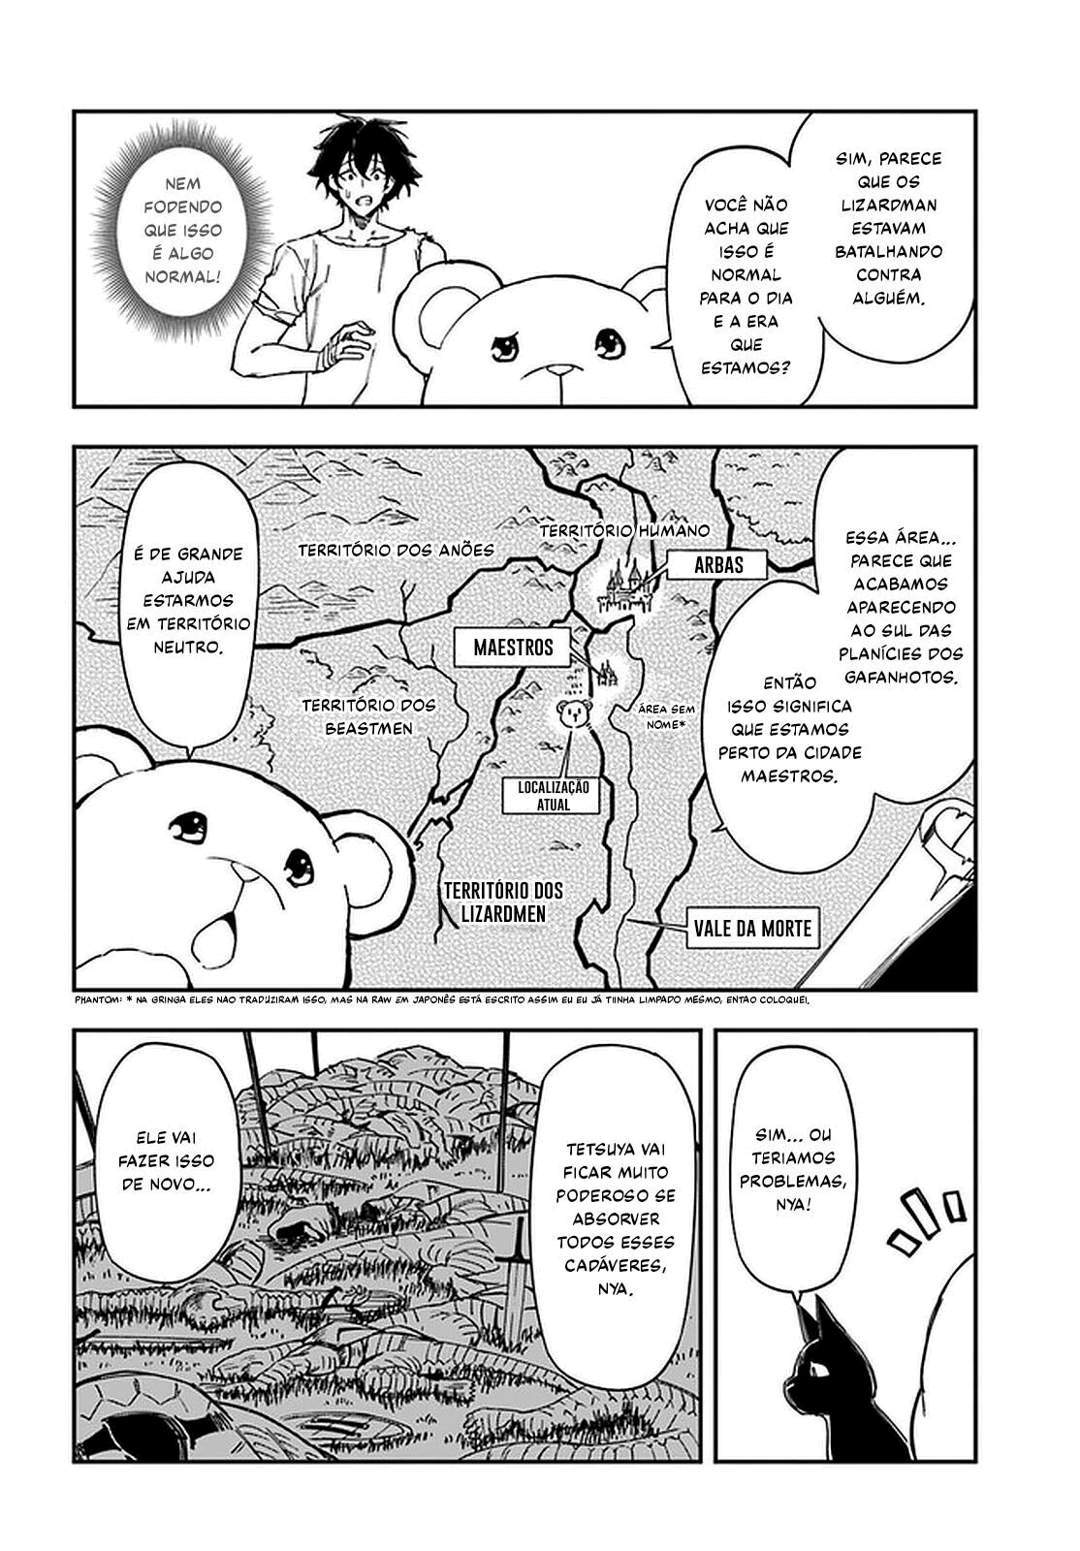 SIM, PARECE
QUE OS
LIZARDMAN
ESTAVAM
BATALHANDO
CONTRA
ALGUÉM.
VOCÊ NÃO
ACHA QUE
ISSO É
NORMAL
PARA O DIA
E A ERA
QUE
ESTAMOS?
NEM
FODENDO
QUE ISSO
É ALGO
NORMAL!
ESSA ÁREA...
PARECE QUE
ACABAMOS
APARECENDO
AO SUL DAS
PLANÍCIES DOS
GAFANHOTOS.
ENTÃO
ISSO SIGNIFICA
QUE ESTAMOS
PERTO DA CIDADE
MAESTROS.
TERRITÓRIO HUMANO
ARBAS
TERRITÓRIO DOS ANÕES
MAESTROS
ÁREA SEM
NOME*
TERRITÓRIO DOS
BEASTMEN
LOCALIZAÇÃO
ATUAL
TERRITÓRIO DOS
LIZARDMEN
VALE DA MORTE
É DE GRANDE
AJUDA
ESTARMOS
EM TERRITÓRIO
NEUTRO.
PHANTOM: * NA GRINGA ELES NÃO TRADUZIRAM ISSO, MAS NA RAW EM JAPONÊS ESTÁ ESCRITO ASSIM EU EU JÁ TIINHA LIMPADO MESMO, ENTÃO COLOQUEI.
SIM... OU
TERIAMOS
PROBLEMAS,
NYA!
TETSUYA VAI
FICAR MUITO
PODEROSO SE
ABSORVER
TODOS ESSES
CADÁVERES,
NYA.
ELE VAI
FAZER ISSO
DE NOVO...